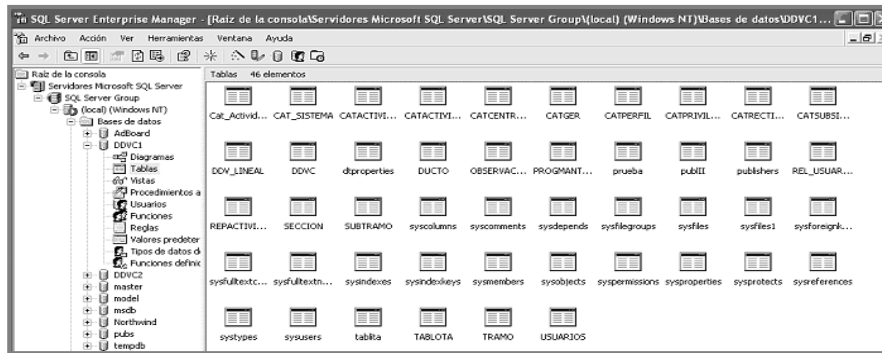 SQL Server Enterprise Manager - [Raíz de la consola\Servidores Microsoft SQL Server\SQL Server Group\(local) (Windows NT)\Bases de datos\DDVC1...
Archivo Acción Ver Herramientas Ventana Ayuda
Raíz de la consola
Servidores Microsoft SQL Server
SQL Server Group
(local) (Windows NT)
Bases de datos
AdBoard
DDVC1
Diagramas
Tablas
Vistas
Procedimientos a
Usuarios
Funciones
Reglas
Valores predeter
Tipos de datos d
Funciones definic
DDVC2
master
model
msdb
Northwind
pubs
tempdb
Tablas 46 elementos
Cat_Activid... CAT_SISTEMA CATACTIVI... CATACTIVI... CATCENTR... CATGER CATPERFIL CATPRIVIL... CATRECTI... CATSUBSI...
DDV_LINEAL DDVC dtproperties DUCTO OBSERVAC... PROGMANT... prueba publII publishers REL_USUAR...
REPACTIVI... SECCION SUBTRAMO syscolumns syscomments sysdepends sysfilegroups sysfiles sysfiles1 sysforeignk...
sysfulltextc... sysfulltextn... sysindexes sysindexkeys sysmembers sysobjects syspermissions sysproperties sysprotects sysreferences
systypes sysusers tablita TABLOTA TRAMO USUARIOS